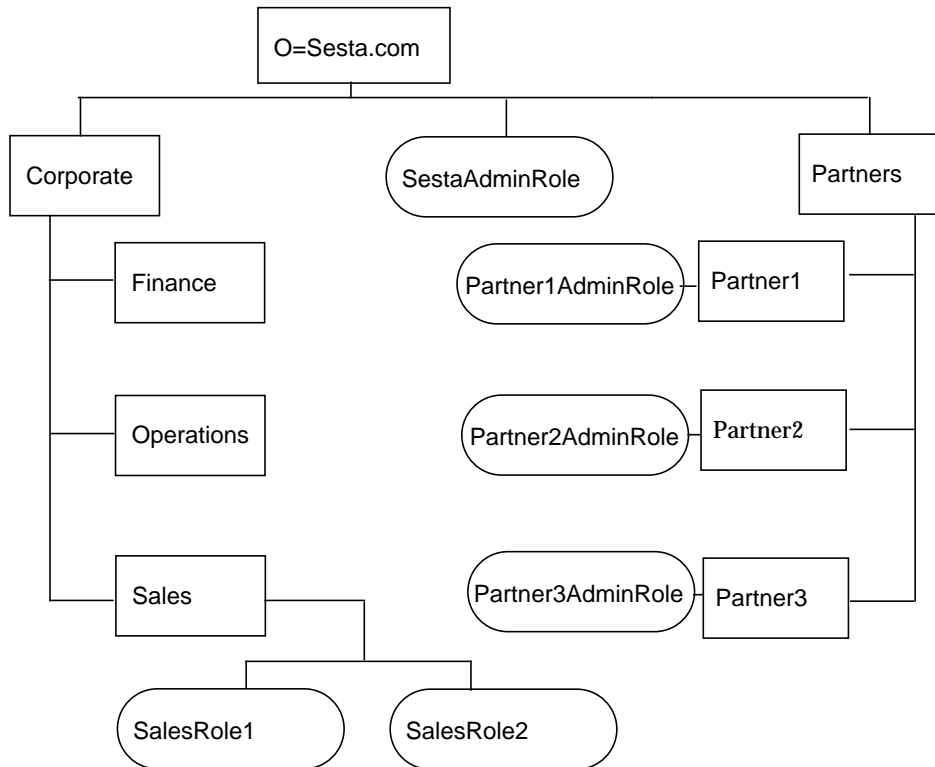 O=Sesta.com
Corporate
SestaAdminRole
Partners
Finance
Partner1AdminRole
Partner1
Operations
Partner2AdminRole
Partner2
Sales
Partner3AdminRole
Partner3
SalesRole1
SalesRole2